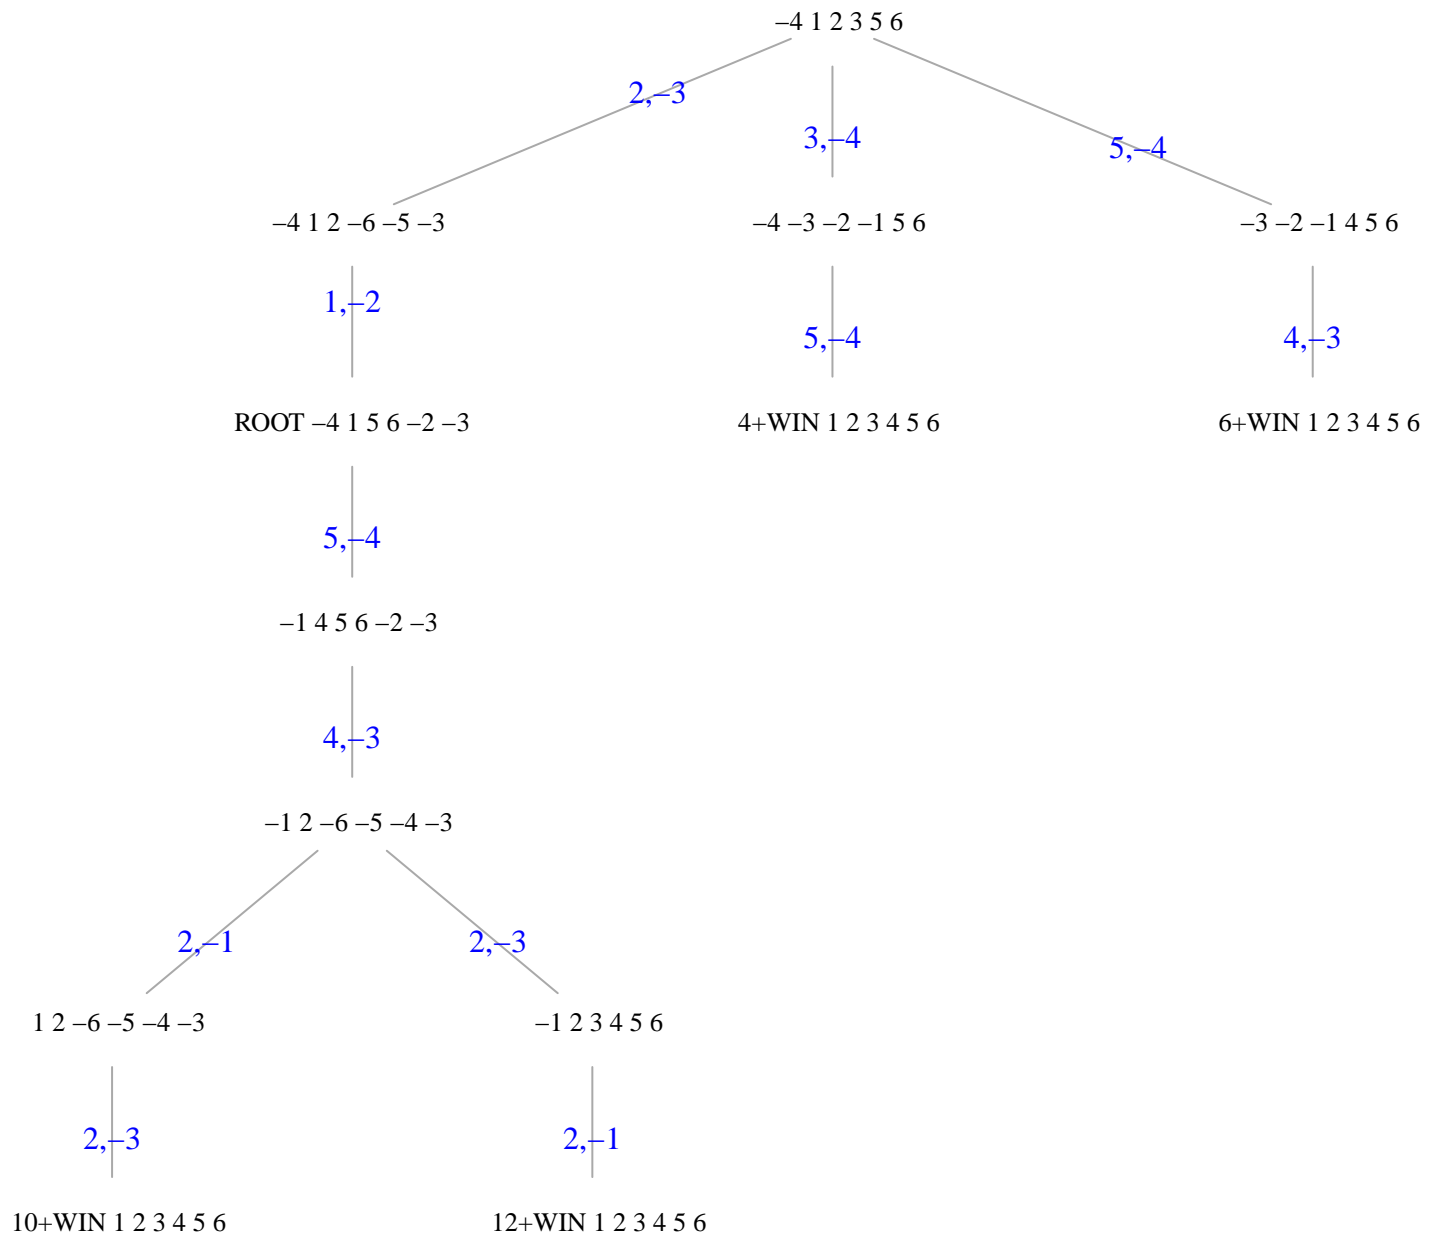 –4 1 2 3 5 6
2,–3
3,–4
5,–4
–4 1 2 –6 –5 –3
–4 –3 –2 –1 5 6
–3 –2 –1 4 5 6
1,–2
5,–4
4,–3
ROOT –4 1 5 6 –2 –3
4+WIN 1 2 3 4 5 6
6+WIN 1 2 3 4 5 6
5,–4
–1 4 5 6 –2 –3
4,–3
–1 2 –6 –5 –4 –3
2,–1
2,–3
1 2 –6 –5 –4 –3
–1 2 3 4 5 6
2,–3
2,–1
10+WIN 1 2 3 4 5 6
12+WIN 1 2 3 4 5 6